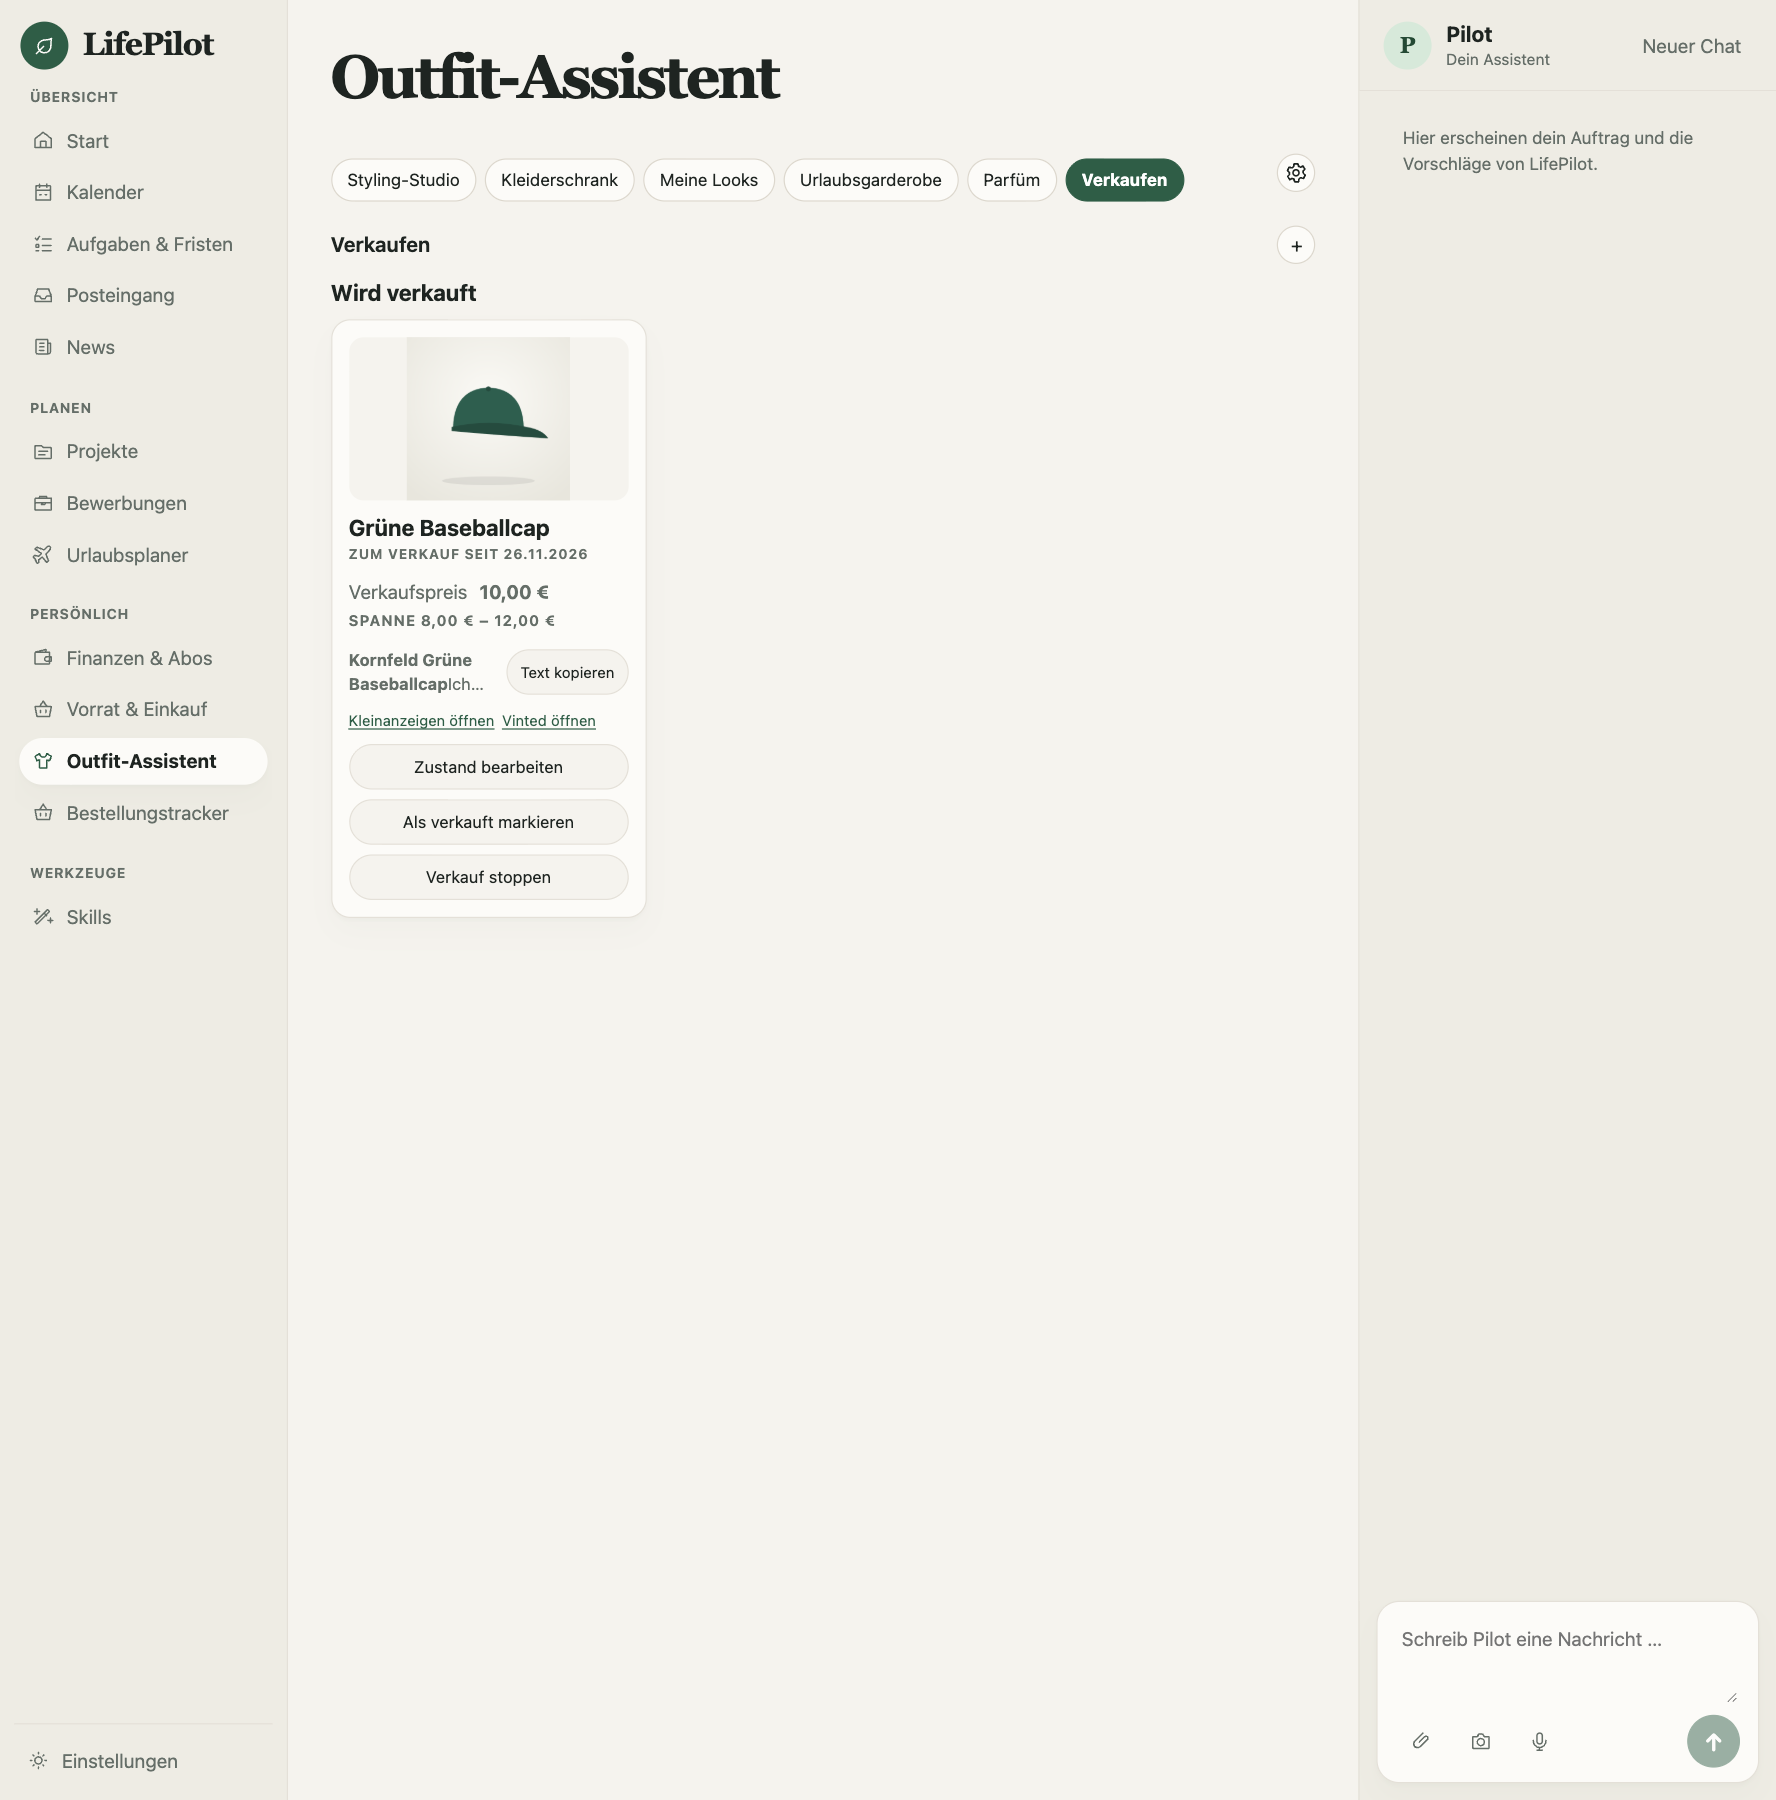 LifePilot
ÜBERSICHT
Start
Kalender
Aufgaben & Fristen
Posteingang
News
PLANEN
Projekte
Bewerbungen
Urlaubsplaner
PERSÖNLICH
Finanzen & Abos
Vorrat & Einkauf
Outfit-Assistent
Bestellungstracker
WERKZEUGE
Skills
Einstellungen
Outfit-Assistent
Styling-Studio Kleiderschrank Meine Looks Urlaubsgarderobe Parfüm Verkaufen
Verkaufen
+
Wird verkauft
Grüne Baseballcap
ZUM VERKAUF SEIT 26.11.2026
Verkaufspreis 10,00 €
SPANNE 8,00 € – 12,00 €
Kornfeld Grüne
BaseballcapIch...
Text kopieren
Kleinanzeigen öffnen Vinted öffnen
Zustand bearbeiten
Als verkauft markieren
Verkauf stoppen
P
Pilot
Dein Assistent
Neuer Chat
Hier erscheinen dein Auftrag und die
Vorschläge von LifePilot.
Schreib Pilot eine Nachricht ...